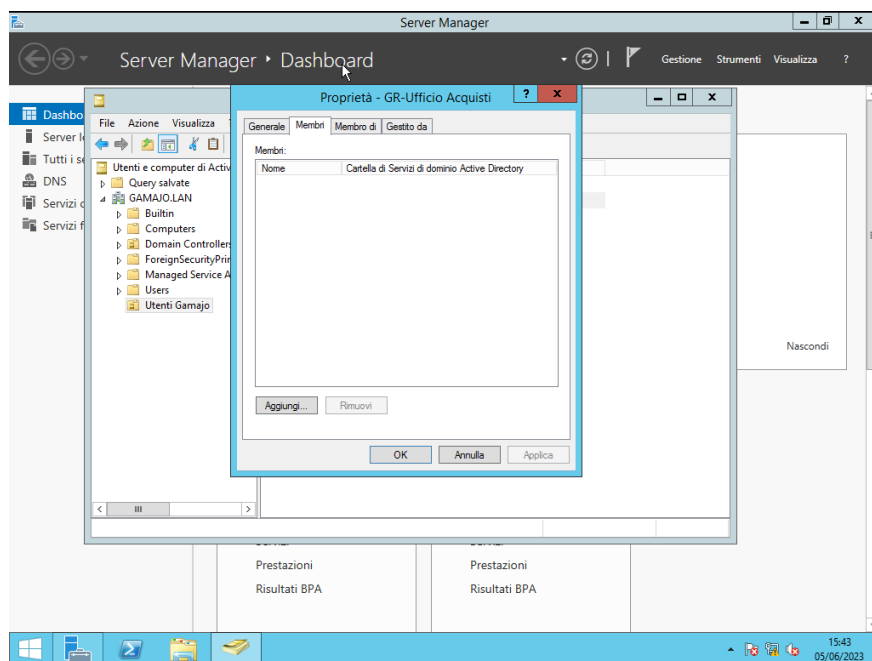 Server Manager
Server Manager • Dashboard
Gestione Strumenti Visualizza ?
Dashbo
Server l
Tutti i se
DNS
Servizi
Servizi f
File Azione Visualizza
Utenti e computer di Activ
Query salvate
GAMAJO.LAN
Builtin
Computers
Domain Controllers
ForeignSecurityPrin
Managed Service A
Users
Utenti Gamajo
Proprietà - GR-Ufficio Acquisti
? x
Generale Membri Membro di Gestito da
Membri:
Nome Cartella di Servizi di dominio Active Directory
Aggiungi... Rimuovi
OK Annulla Applica
Nascondi
Prestazioni Prestazioni
Risultati BPA Risultati BPA
15:43
05/06/2023